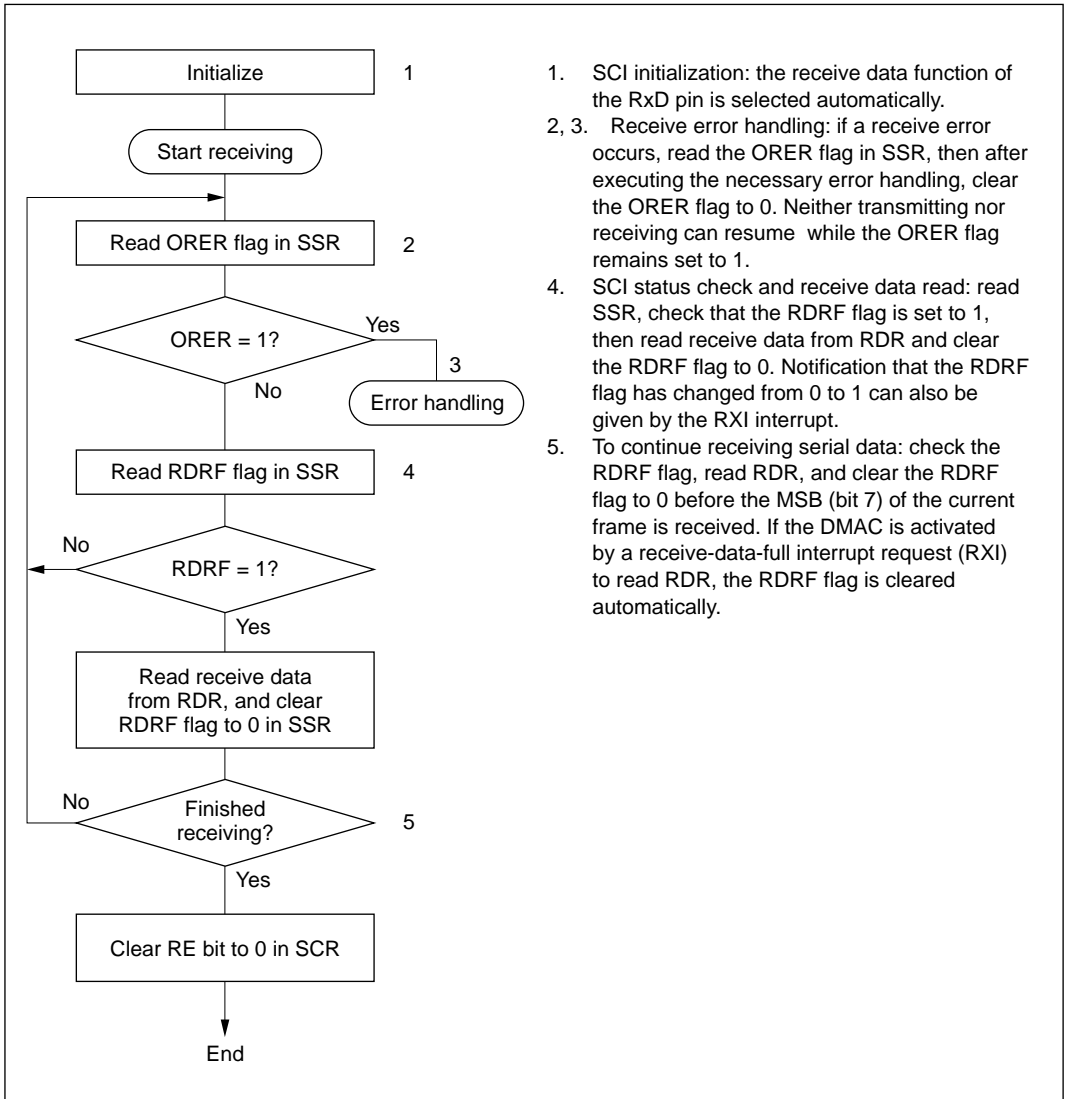 Initialize
1
Start receiving
Read ORER flag in SSR
2
ORER = 1?
Yes
3
No
Error handling
Read RDRF flag in SSR
4
No
RDRF = 1?
Yes
Read receive data
from RDR, and clear
RDRF flag to 0 in SSR
No
Finished
receiving?
5
Yes
Clear RE bit to 0 in SCR
End
1. SCI initialization: the receive data function of
the RxD pin is selected automatically.
2, 3. Receive error handling: if a receive error
occurs, read the ORER flag in SSR, then after
executing the necessary error handling, clear
the ORER flag to 0. Neither transmitting nor
receiving can resume while the ORER flag
remains set to 1.
4. SCI status check and receive data read: read
SSR, check that the RDRF flag is set to 1,
then read receive data from RDR and clear
the RDRF flag to 0. Notification that the RDRF
flag has changed from 0 to 1 can also be
given by the RXI interrupt.
5. To continue receiving serial data: check the
RDRF flag, read RDR, and clear the RDRF
flag to 0 before the MSB (bit 7) of the current
frame is received. If the DMAC is activated
by a receive-data-full interrupt request (RXI)
to read RDR, the RDRF flag is cleared
automatically.